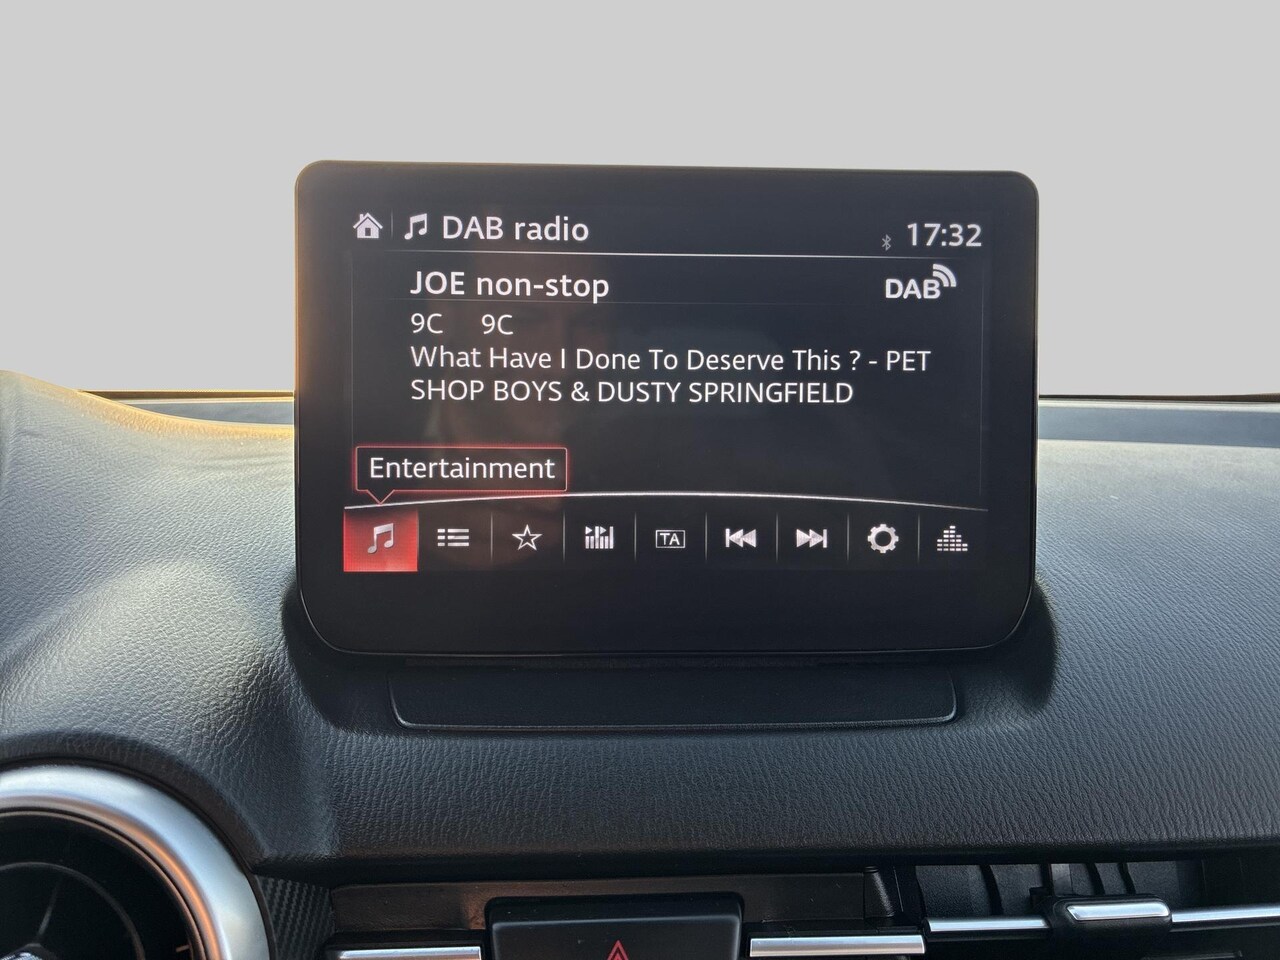 DAB radio
17:32
JOE non-stop
DAB
9C 9C
What Have I Done To Deserve This ? - PET
SHOP BOYS & DUSTY SPRINGFIELD
Entertainment
TA